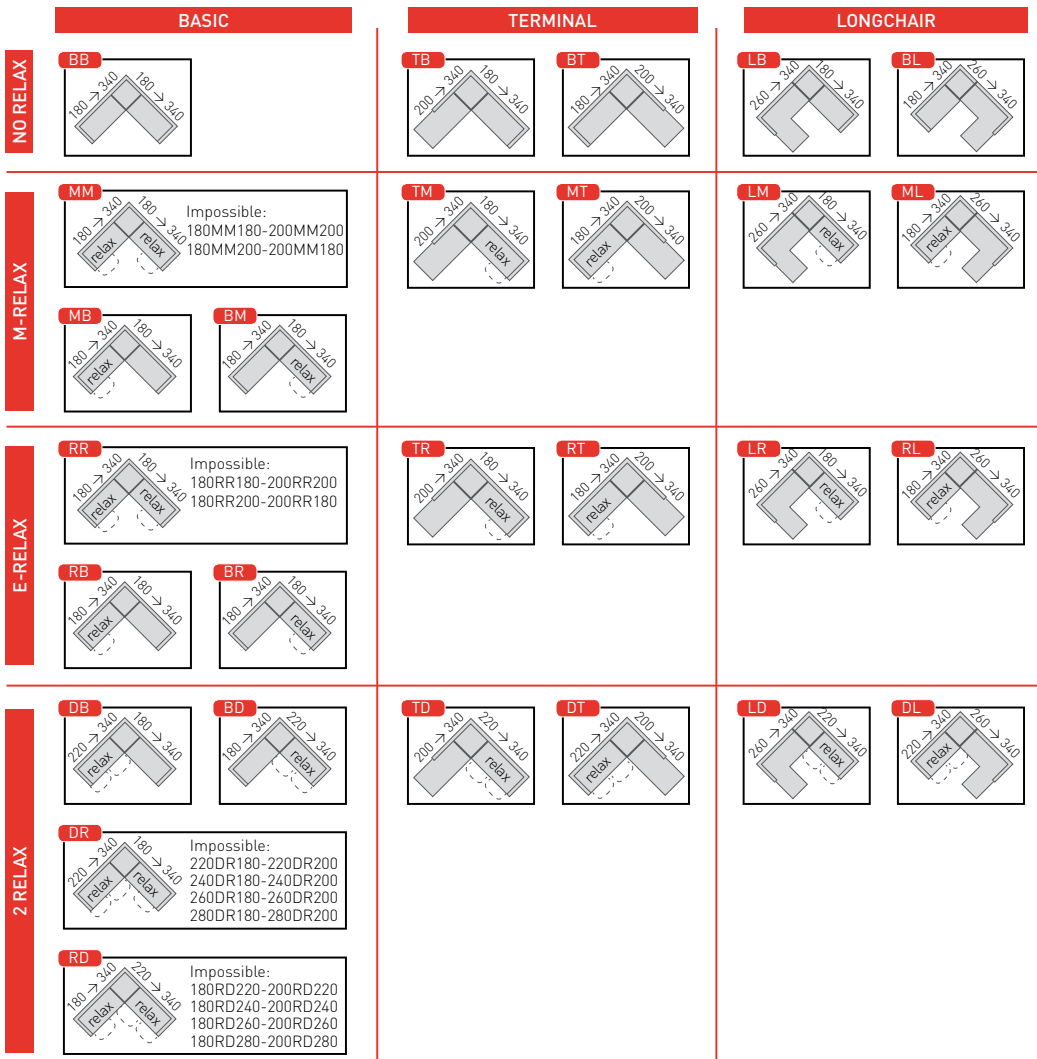 BASIC
TERMINAL
LONGCHAIR
NO RELAX
BB
180 → 340
180 → 340
TB
200 → 340
180 → 340
BT
180 → 340
200 → 340
LB
260 → 340
180 → 340
BL
180 → 340
260 → 340
M-RELAX
MM
180 → 340
180 → 340
relax
relax
Impossible:
180MM180-200MM200
180MM200-200MM180
TM
200 → 340
180 → 340
relax
MT
180 → 340
200 → 340
relax
LM
260 → 340
180 → 340
relax
ML
180 → 340
260 → 340
relax
MB
180 → 340
180 → 340
relax
BM
180 → 340
180 → 340
relax
E-RELAX
RR
180 → 340
180 → 340
relax
relax
Impossible:
180RR180-200RR200
180RR200-200RR180
TR
200 → 340
180 → 340
relax
RT
180 → 340
200 → 340
relax
LR
260 → 340
180 → 340
relax
RL
180 → 340
260 → 340
relax
RB
180 → 340
180 → 340
relax
BR
180 → 340
180 → 340
relax
2 RELAX
DB
220 → 340
180 → 340
relax
BD
180 → 340
220 → 340
relax
TD
200 → 340
220 → 340
relax
DT
220 → 340
200 → 340
relax
LD
260 → 340
220 → 340
relax
DL
220 → 340
260 → 340
relax
DR
220 → 340
180 → 340
relax
relax
Impossible:
220DR180-220DR200
240DR180-240DR200
260DR180-260DR200
280DR180-280DR200
RD
180 → 340
220 → 340
relax
relax
Impossible:
180RD220-200RD220
180RD240-200RD240
180RD260-200RD260
180RD280-200RD280